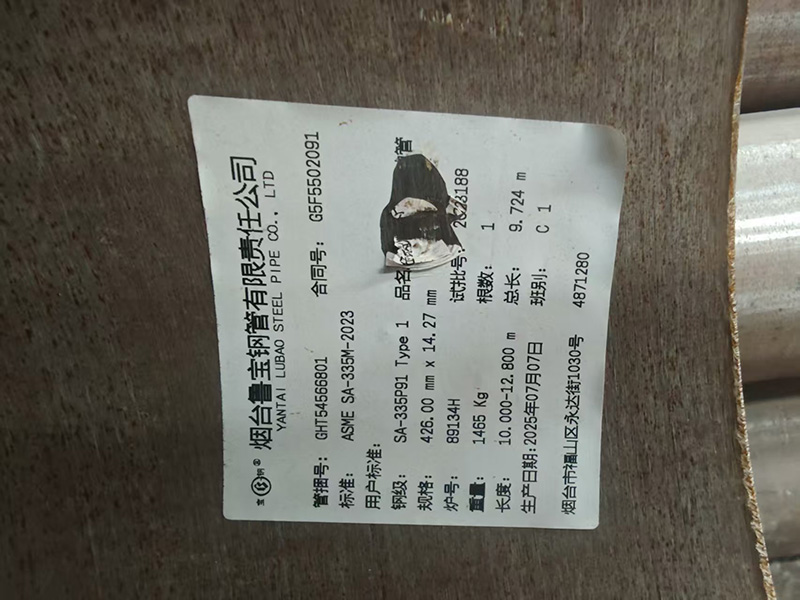 宝钢®
烟台鲁宝钢管有限责任公司
YANTAI LUBAO STEEL PIPE CO., LTD
管捆号: GHT54566801 合同号: G5F5502091
标准: ASME SA-335M-2023
用户标准:
钢级: SA-335P91 Type 1 品名 管
规格: 426.00 mm x 14.27 mm
炉号: 89134H 试批号:
重量: 1465 Kg 根数: 1
长度: 10.000-12.800 m 总长: 9.724 m
生产日期:2025年07月07日 班别: C 1
烟台市福山区永达街1030号 4871280